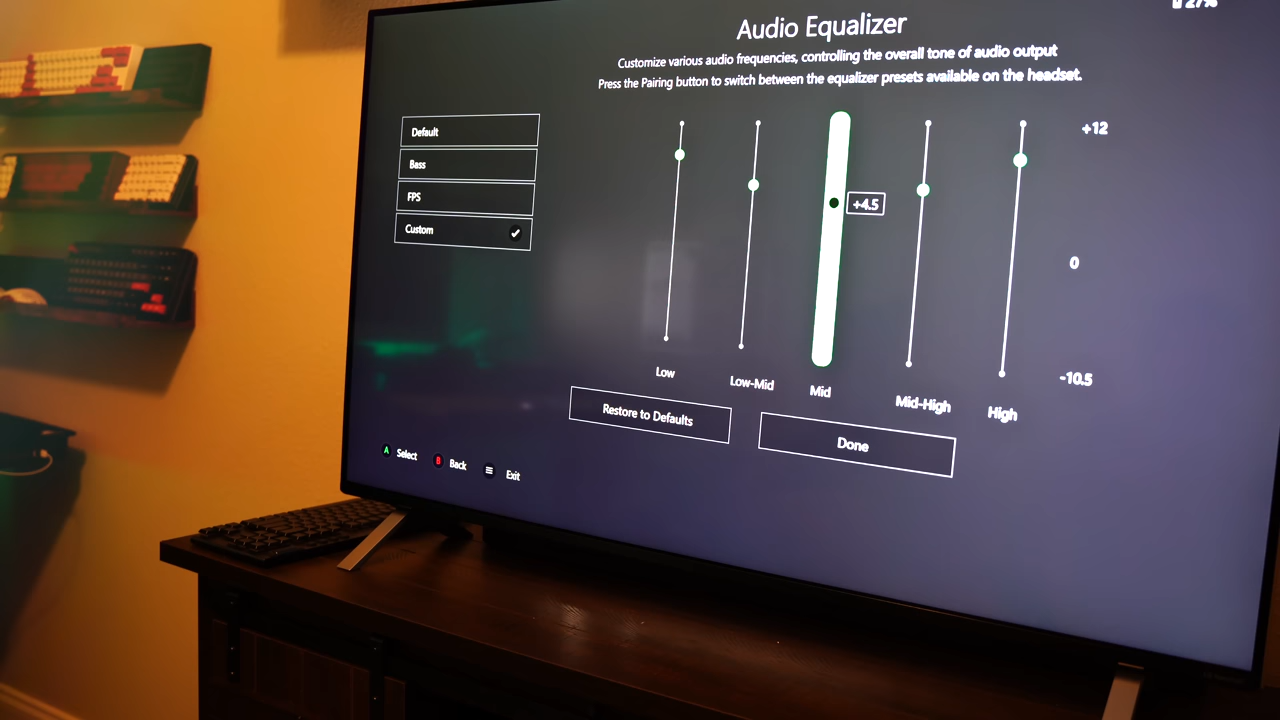 27%
Audio Equalizer
Customize various audio frequencies, controlling the overall tone of audio output
Press the Pairing button to switch between the equalizer presets available on the headset.
Default
Bass
FPS
Custom
+12
+4.5
0
-10.5
Low
Low-Mid
Mid
Mid-High
High
Restore to Defaults
Done
A Select
B Back
Exit